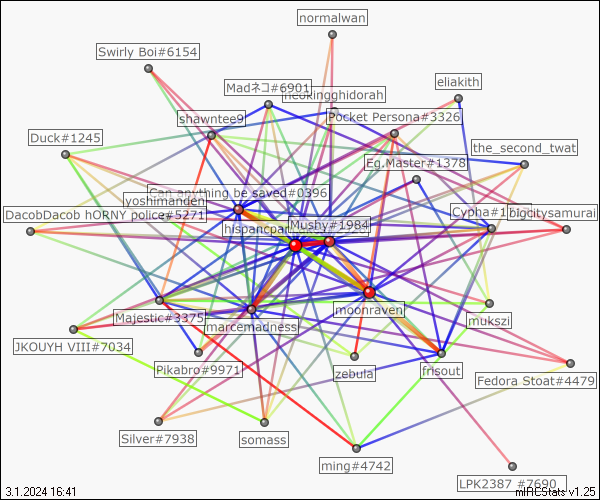 normalwan
Swirly Boi#6154
eliakith
Madネコ#6901
neokingghidorah
shawntee9
Pocket Persona#3326
Duck#1245
the_second_twat
Eg.Master#1378
Can anything be saved#0396
yoshimanden
DacobDacob hORNY police#5271
Mushy#1984
bigcitysamurai
Majestic#3375
marcemadness
moonraven
mukszi
JKOUYH VIII#7034
Pikabro#9971
zebula
frisout
Fedora Stoat#4479
Silver#7938
somass
ming#4742
LPK2387 #7690
3.1.2024 16:41
mIRCStats v1.25